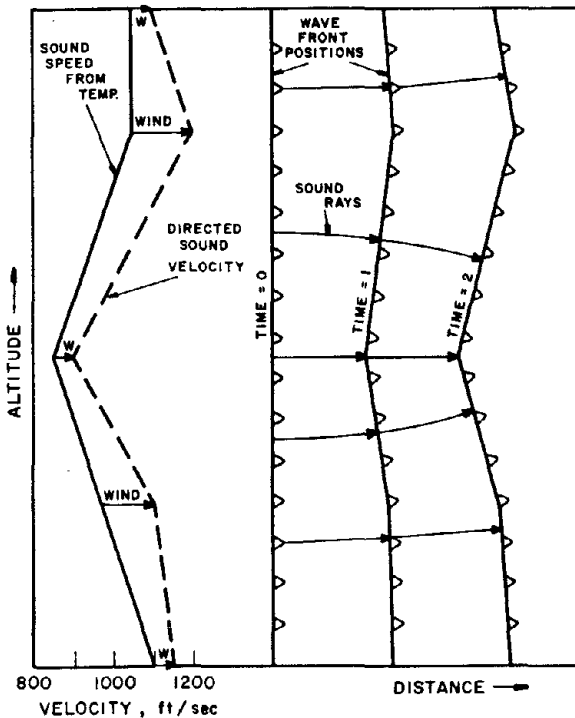 W
SOUND
SPEED
FROM
TEMP.
WIND
DIRECTED
SOUND
VELOCITY
W
WIND
W
ALTITUDE
800 1000 1200
VELOCITY, ft/sec
WAVE
FRONT
POSITIONS
SOUND
RAYS
TIME = 0
TIME = 1
TIME = 2
DISTANCE